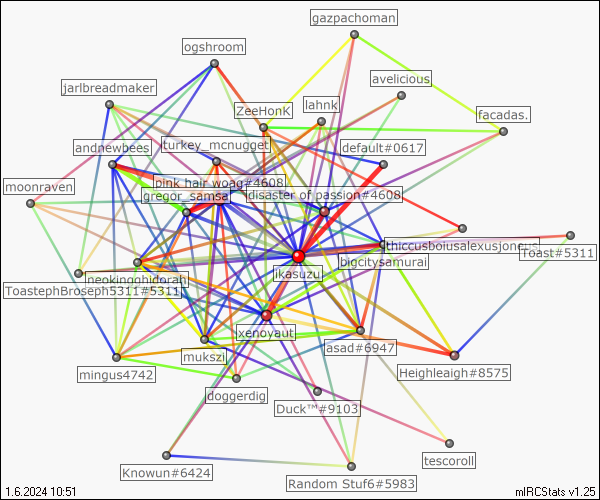 gazpachoman
ogshroom
avelicious
jarlbreadmaker
lahnk
ZeeHonK
facadas.
andnewbees
turkey_mcnugget
default#0617
moonraven
pink hair woag#4608
disaster of passion#4608
gregor_samsa
thiccusboiusalexusjoneus
Toast#5311
neokingghidorah
ikasuzu
bigcitysamurai
ToastephBroseph5311#5311
xenoyaut
mukszi
asad#6947
mingus4742
Heighleaigh#8575
doggerdig
Duck™#9103
tescoroll
Knowun#6424
Random Stuf6#5983
1.6.2024 10:51
mIRCStats v1.25